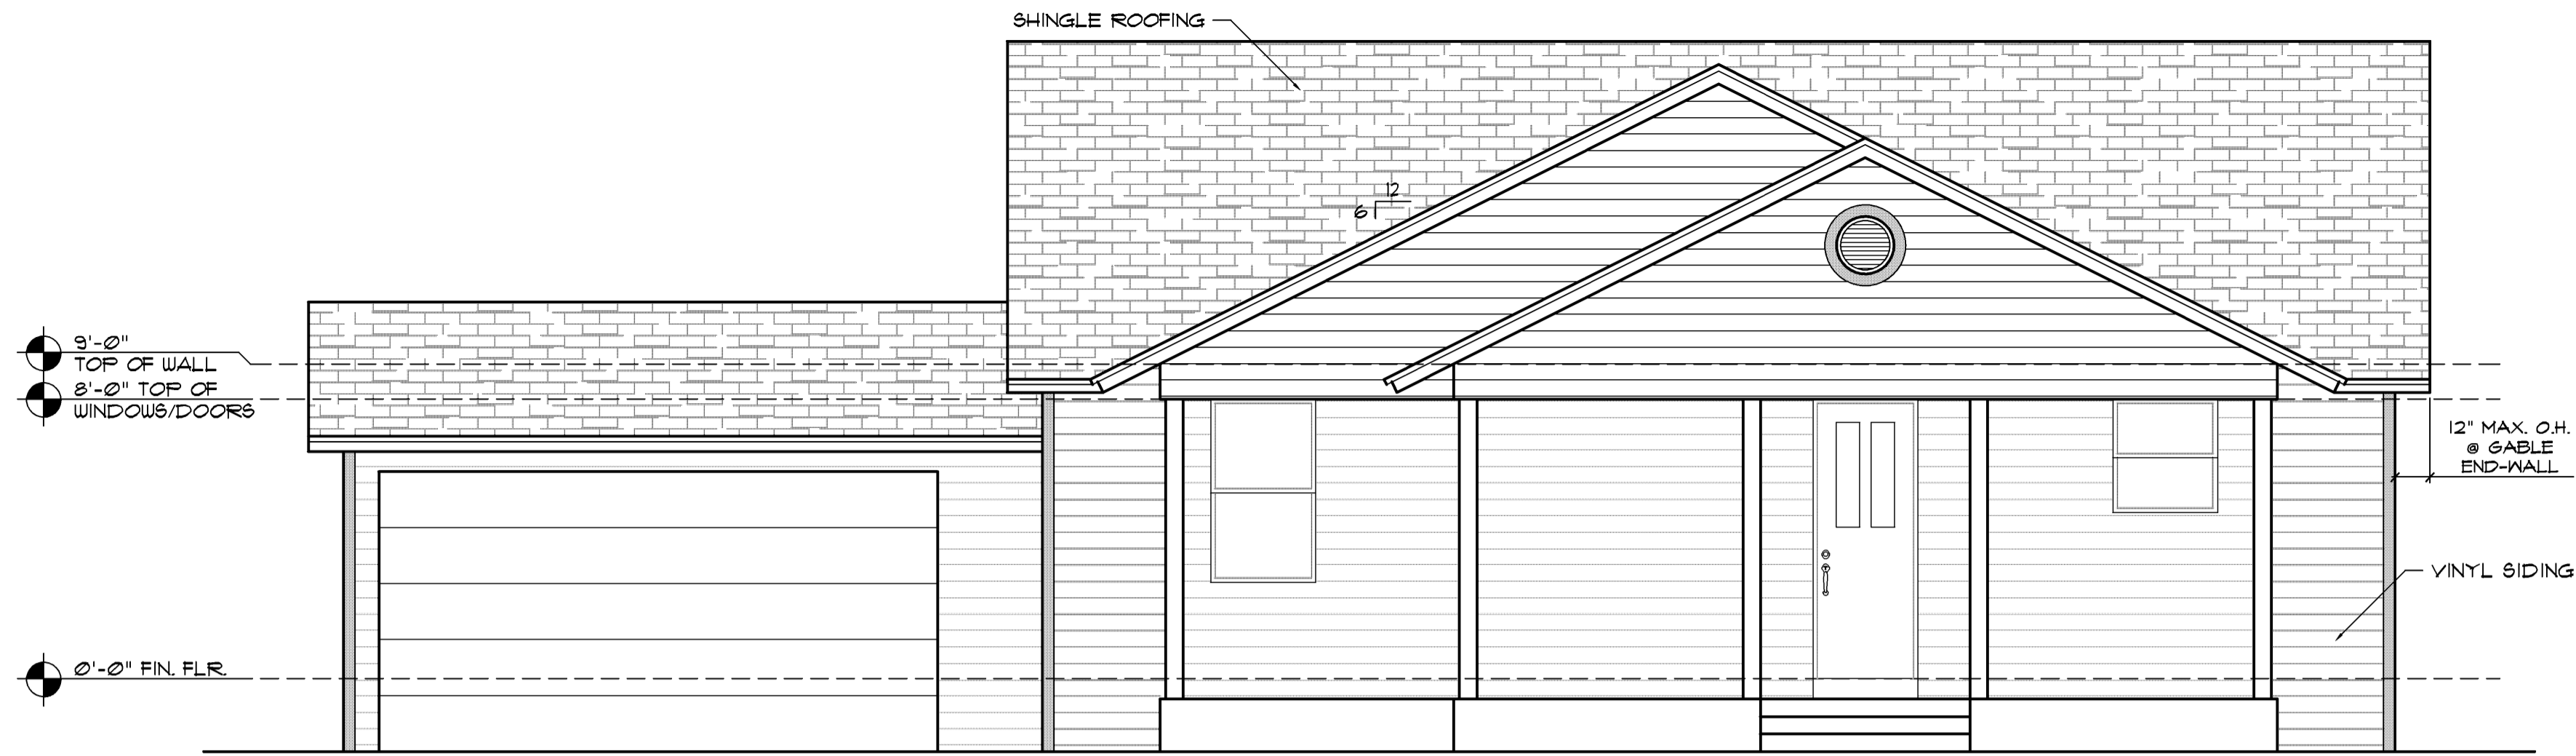 SHINGLE ROOFING
12
6
9'-0"
TOP OF WALL
8'-0" TOP OF
WINDOWS/DOORS
12" MAX. O.H.
@ GABLE
END-WALL
VINYL SIDING
0'-0" FIN. FLR.